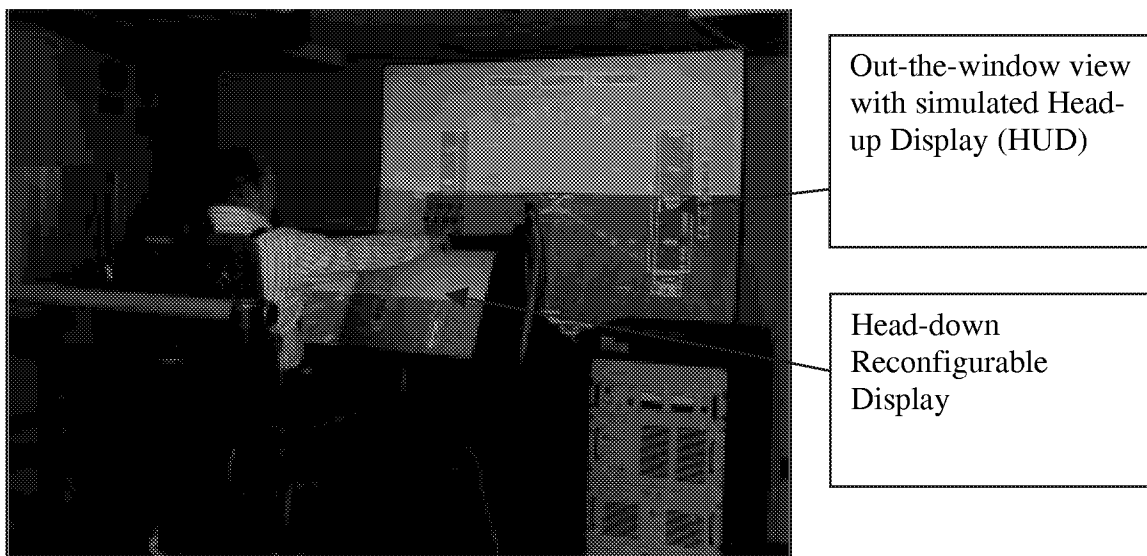 Out-the-window view
with simulated Head-
up Display (HUD)
Head-down
Reconfigurable
Display